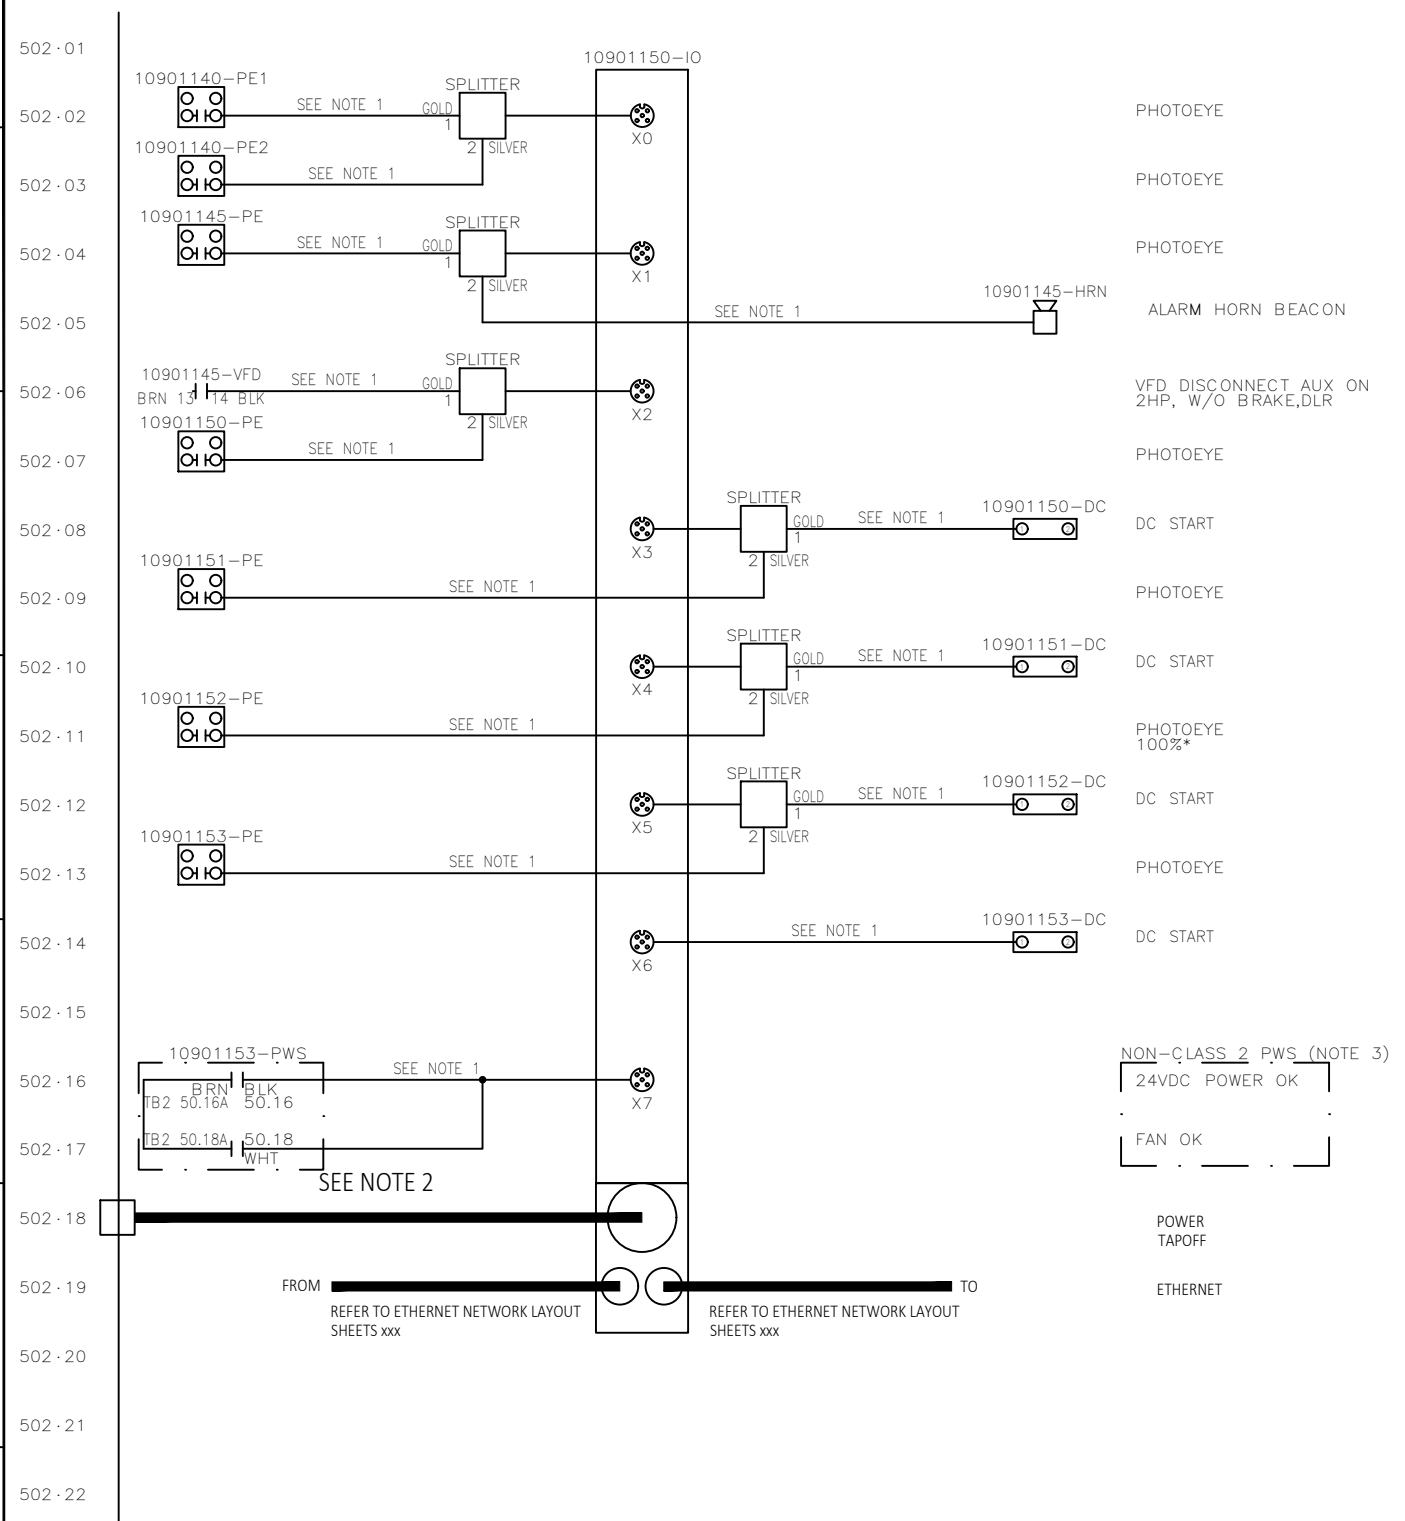 502·01
10901150-IO
10901140-PE1
SPLITTER
SEE NOTE 1
GOLD
1
502·02
X0
PHOTOEYE
10901140-PE2
2 SILVER
SEE NOTE 1
502·03
PHOTOEYE
10901145-PE
SPLITTER
SEE NOTE 1
GOLD
1
502·04
X1
PHOTOEYE
2 SILVER
10901145-HRN
SEE NOTE 1
502·05
ALARM HORN BEACON
SPLITTER
10901145-VFD
SEE NOTE 1
GOLD
1
502·06
BRN 13 14 BLK
X2
VFD DISCONNECT AUX ON
2HP, W/O BRAKE,DLR
10901150-PE
2 SILVER
SEE NOTE 1
502·07
PHOTOEYE
SPLITTER
10901150-DC
GOLD
1
SEE NOTE 1
502·08
X3
1 2
DC START
10901151-PE
2 SILVER
SEE NOTE 1
502·09
PHOTOEYE
SPLITTER
10901151-DC
GOLD
1
SEE NOTE 1
502·10
X4
1 2
DC START
10901152-PE
2 SILVER
SEE NOTE 1
502·11
PHOTOEYE
100%*
SPLITTER
10901152-DC
GOLD
1
SEE NOTE 1
502·12
X5
1 2
DC START
10901153-PE
2 SILVER
SEE NOTE 1
502·13
PHOTOEYE
10901153-DC
SEE NOTE 1
502·14
X6
1 2
DC START
502·15
10901153-PWS
SEE NOTE 1
NON-CLASS 2 PWS (NOTE 3)
502·16
BRN BLK
TB2 50.16A 50.16
X7
24VDC POWER OK
502·17
TB2 50.18A 50.18
WHT
FAN OK
SEE NOTE 2
502·18
POWER
TAPOFF
502·19
FROM
TO
ETHERNET
REFER TO ETHERNET NETWORK LAYOUT
SHEETS xxx
REFER TO ETHERNET NETWORK LAYOUT
SHEETS xxx
502·20
502·21
502·22